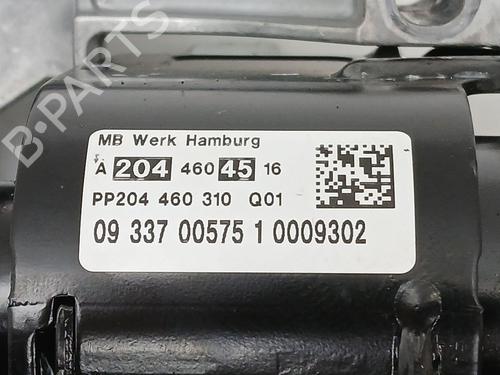 B-PARTS
MB Werk Hamburg
A 204 460 45 16
PP204 460 310 Q01
09 337 00575 1 0009302